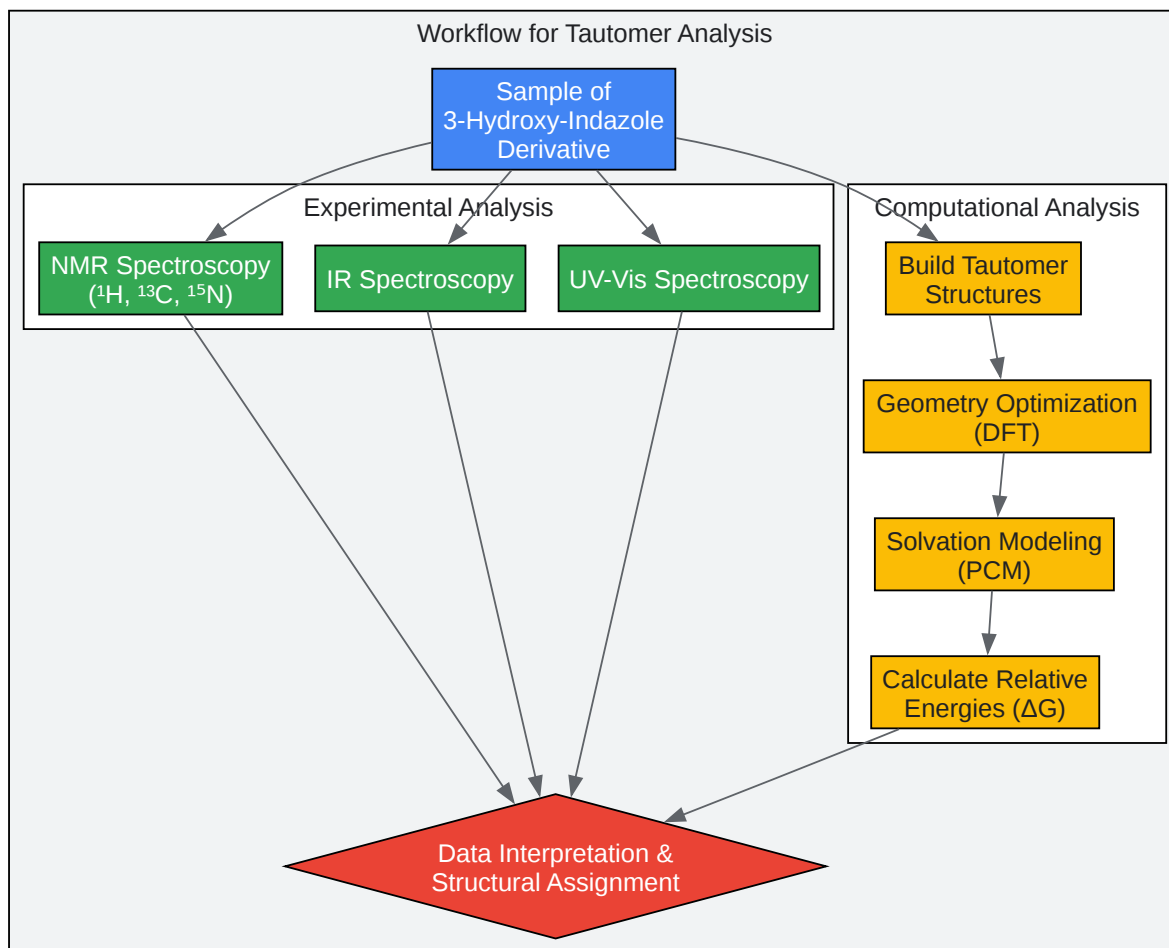 Workflow for Tautomer Analysis
Sample of
3-Hydroxy-Indazole
Derivative
Experimental Analysis
NMR Spectroscopy
(¹H, ¹³C, ¹⁵N)
IR Spectroscopy
UV-Vis Spectroscopy
Computational Analysis
Build Tautomer
Structures
Geometry Optimization
(DFT)
Solvation Modeling
(PCM)
Calculate Relative
Energies (ΔG)
Data Interpretation &
Structural Assignment